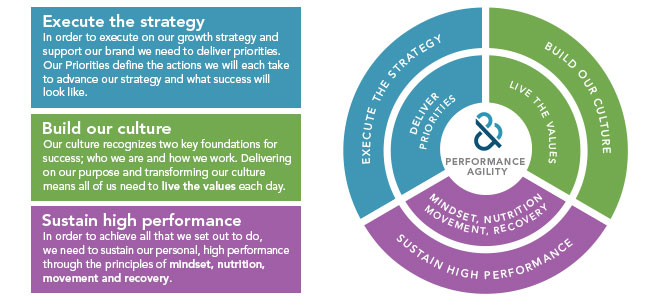 Execute the strategy
In order to execute on our growth strategy and
support our brand we need to deliver priorities.
Our Priorities define the actions we will each take
to advance our strategy and what success will
look like.
Build our culture
Our culture recognizes two key foundations for
success; who we are and how we work. Delivering
on our purpose and transforming our culture
means all of us need to live the values each day.
Sustain high performance
In order to achieve all that we set out to do,
we need to sustain our personal, high performance
through the principles of mindset, nutrition,
movement and recovery.
EXECUTE THE STRATEGY
BUILD OUR CULTURE
DELIVER
PRIORITIES
LIVE THE VALUES
&
PERFORMANCE
AGILITY
MINDSET, NUTRITION
MOVEMENT, RECOVERY
SUSTAIN HIGH PERFORMANCE